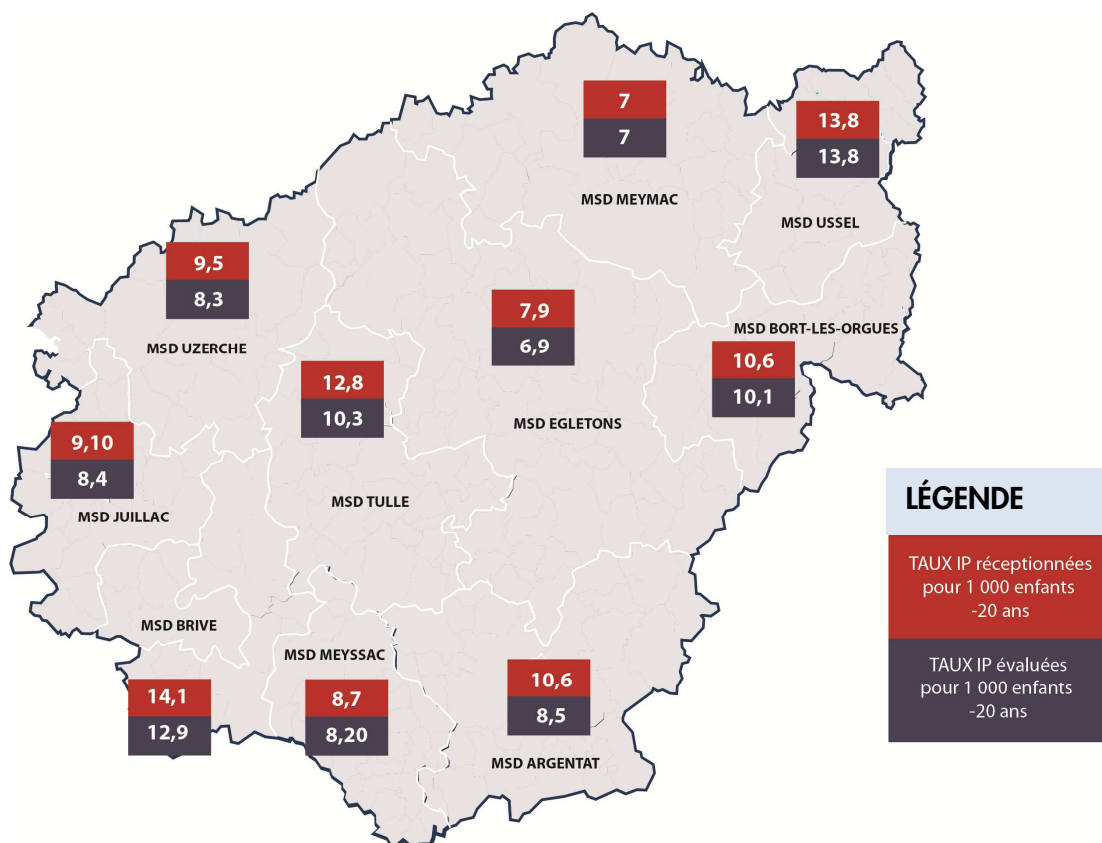 7
7
MSD MEYMAC
13,8
13,8
MSD USSEL
9,5
8,3
MSD UZERCHE
7,9
6,9
MSD EGLETONS
MSD BORT-LES-ORGUES
10,6
10,1
12,8
10,3
MSD TULLE
9,10
8,4
MSD JUILLAC
MSD BRIVE
14,1
12,9
MSD MEYSSAC
8,7
8,20
10,6
8,5
MSD ARGENTAT
LÉGENDE
TAUX IP réceptionnées
pour 1 000 enfants
-20 ans
TAUX IP évaluées
pour 1 000 enfants
-20 ans